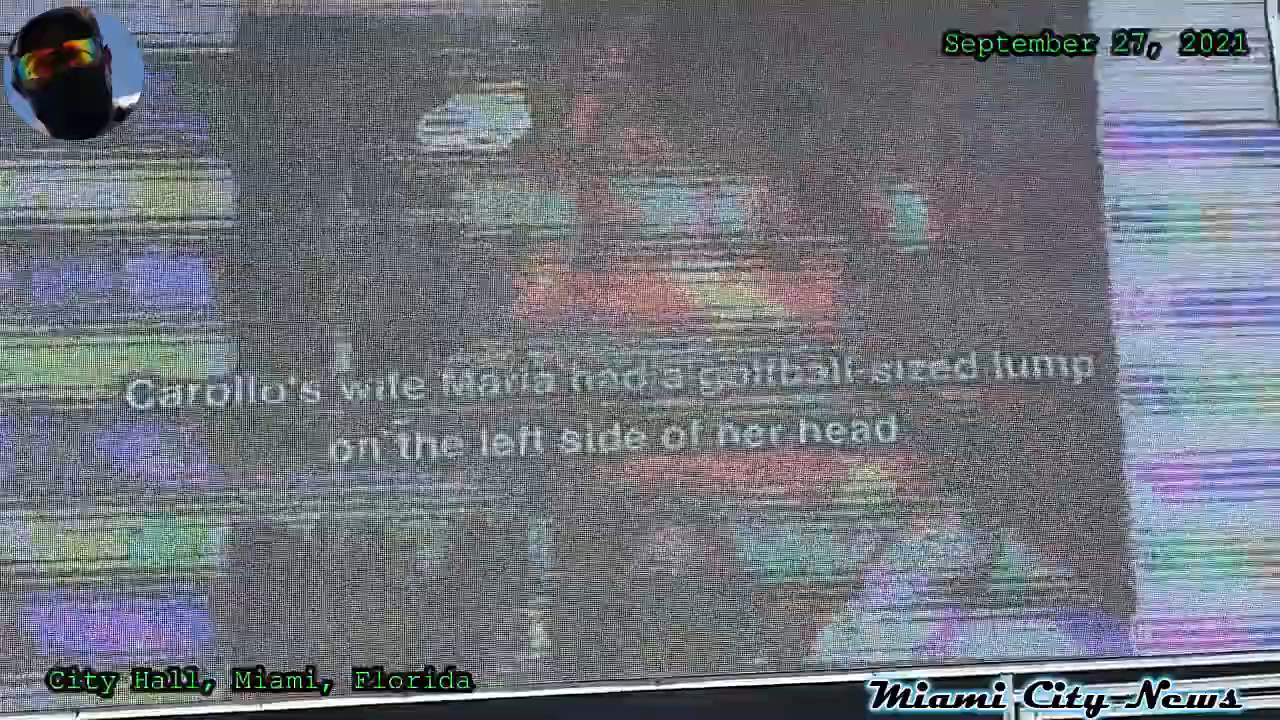 September 27, 2021
Carollo's wife Maria had a golfball-sized lump
on the left side of her head
City Hall, Miami, Florida
Miami City News